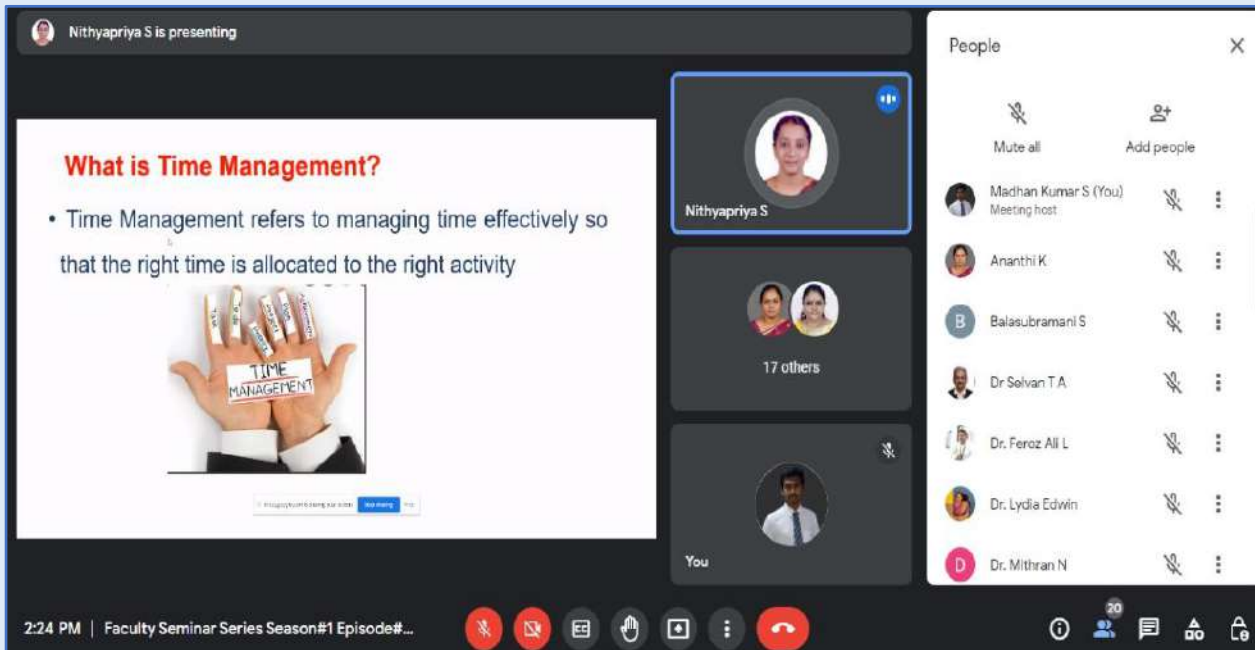 Nithyapriya S is presenting
What is Time Management?
• Time Management refers to managing time effectively so
that the right time is allocated to the right activity
TIME
MANAGEMENT
Stop sharing
Nithyapriya S
17 others
You
People
Mute all
Add people
Madhan Kumar S (You)
Meeting host
Ananthi K
B
Balasubramani S
Dr Selvan T A
Dr. Feroz Ali L
Dr. Lydia Edwin
D
Dr. Mithran N
2:24 PM | Faculty Seminar Series Season#1 Episode#...
CC
20